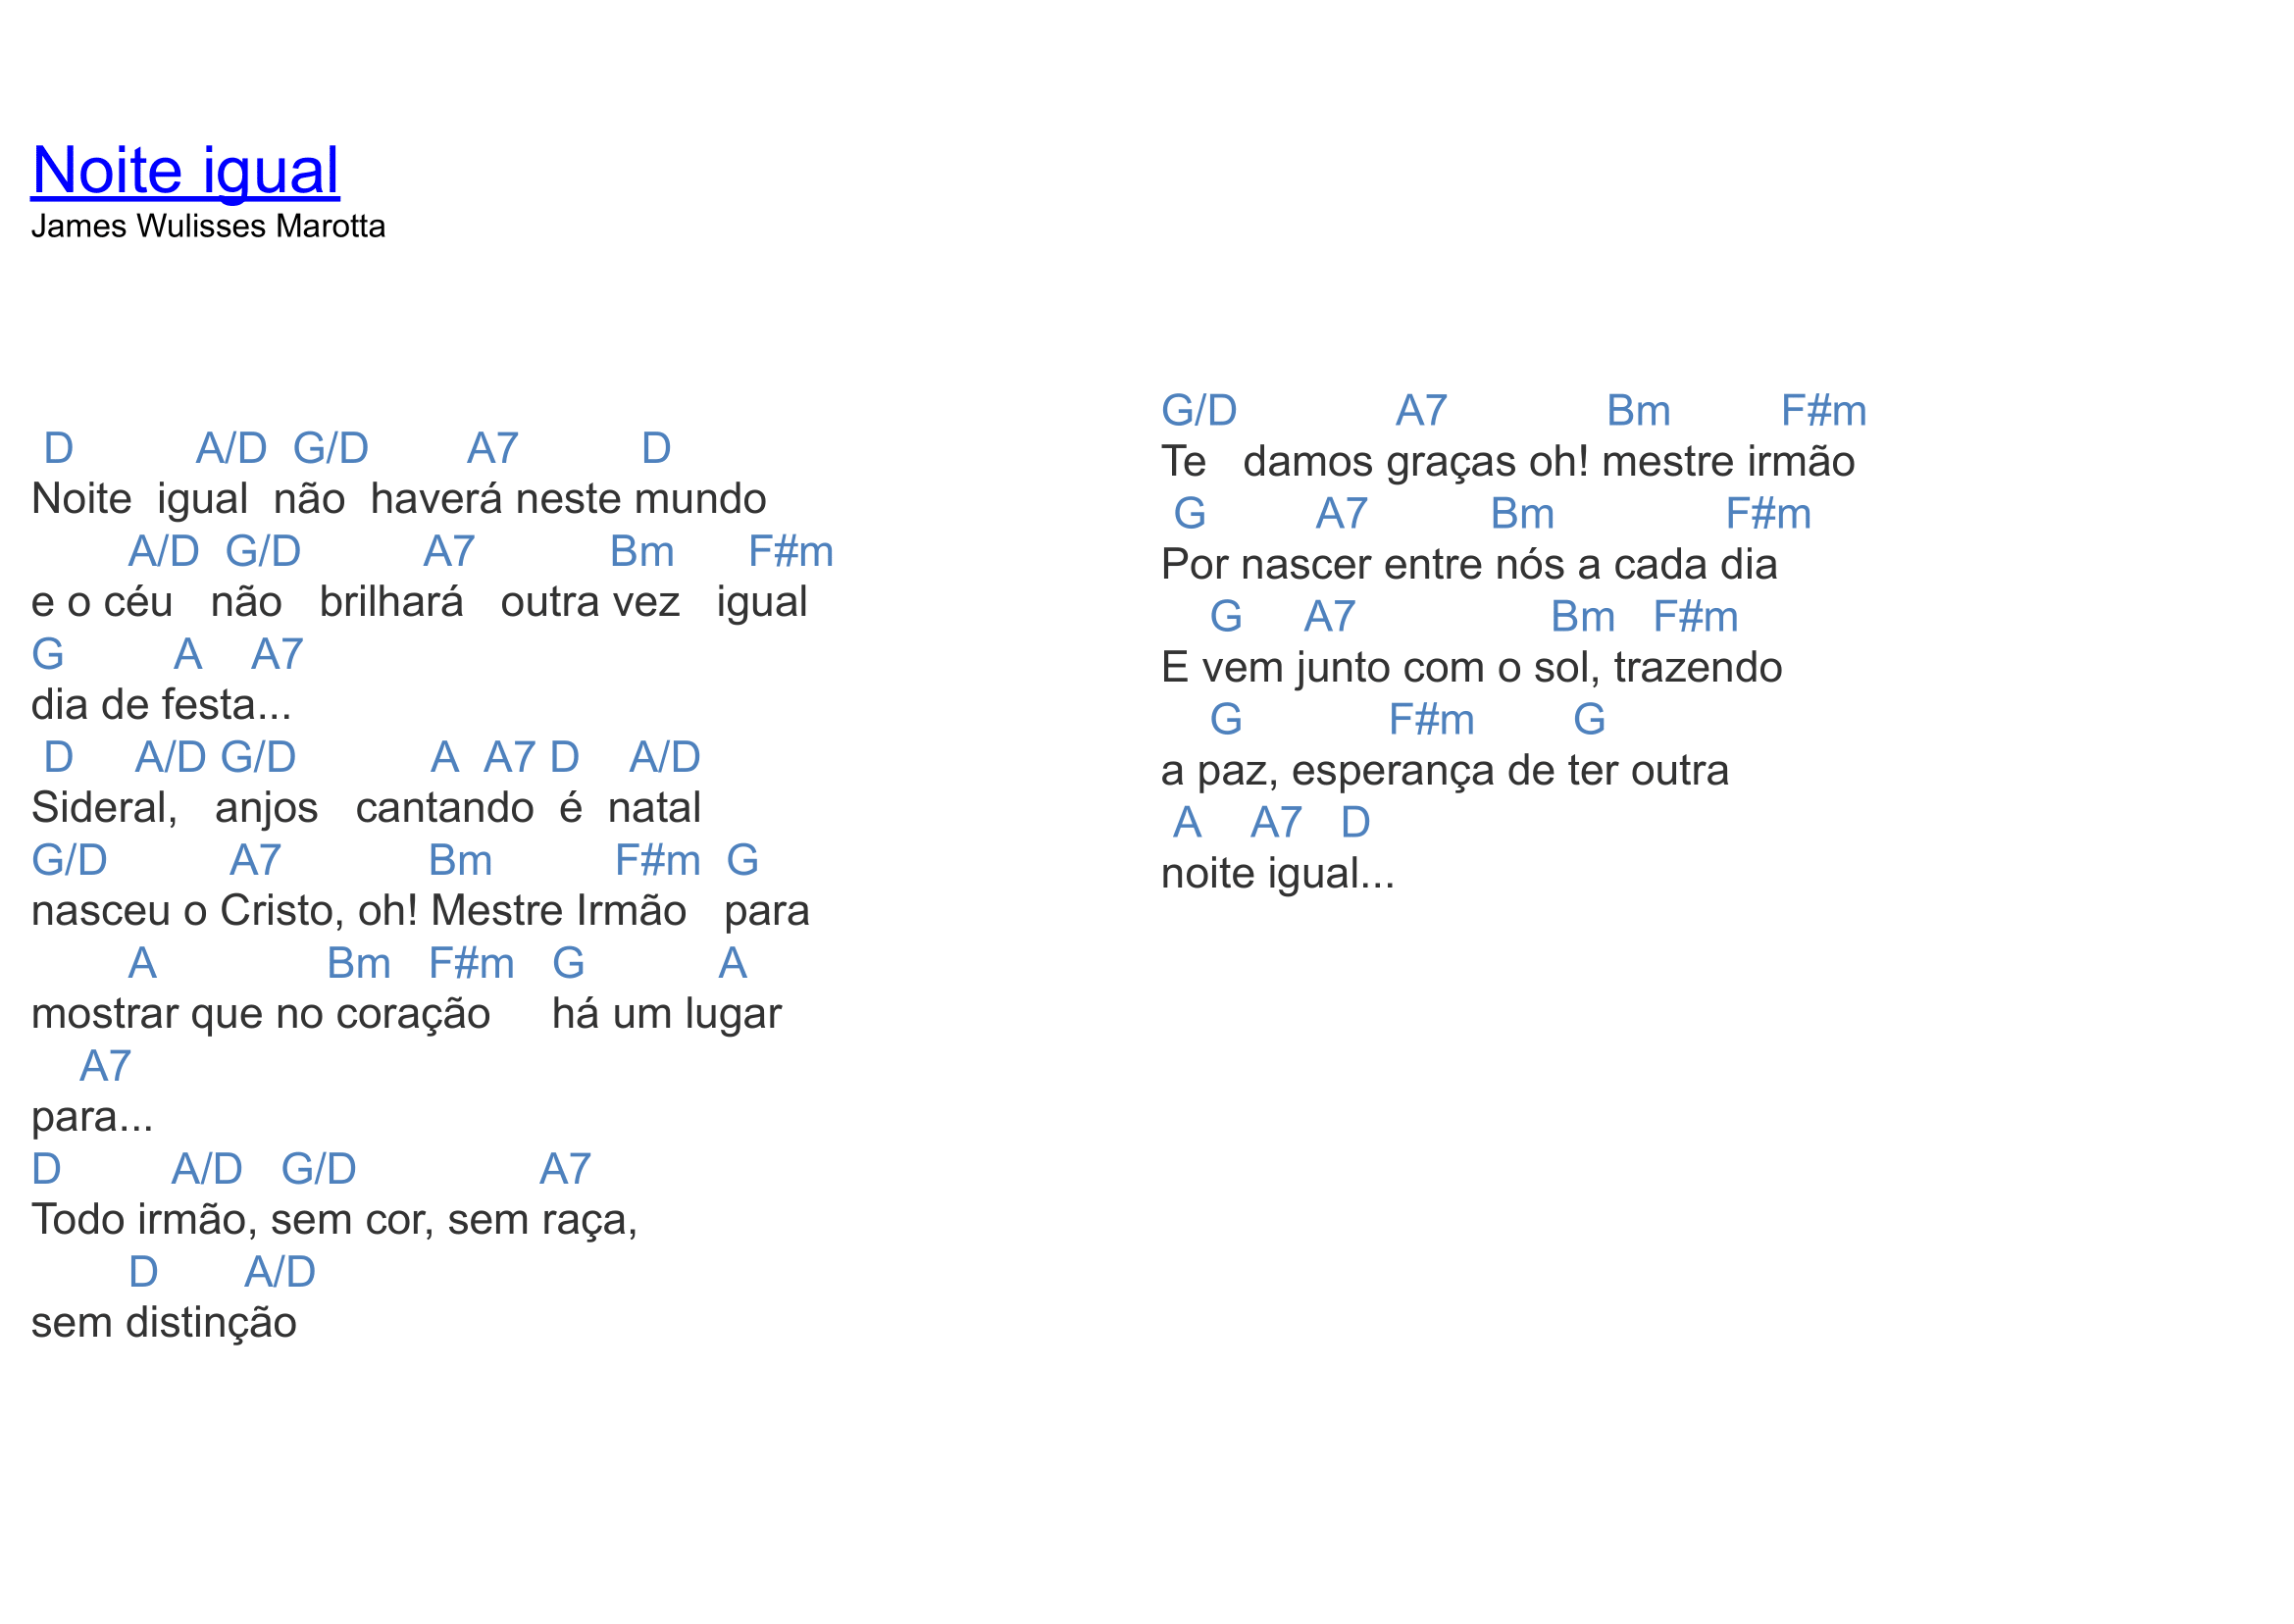 Noite igual
James Wulisses Marotta
D A/D G/D A7 D
Noite igual não haverá neste mundo
A/D G/D A7 Bm F#m
e o céu não brilhará outra vez igual
G A A7
dia de festa...
D A/D G/D A A7 D A/D
Sideral, anjos cantando é natal
G/D A7 Bm F#m G
nasceu o Cristo, oh! Mestre Irmão para
A Bm F#m G A
mostrar que no coração há um lugar
A7
para...
D A/D G/D A7
Todo irmão, sem cor, sem raça,
D A/D
sem distinção
G/D A7 Bm F#m
Te damos graças oh! mestre irmão
G A7 Bm F#m
Por nascer entre nós a cada dia
G A7 Bm F#m
E vem junto com o sol, trazendo
G F#m G
a paz, esperança de ter outra
A A7 D
noite igual...